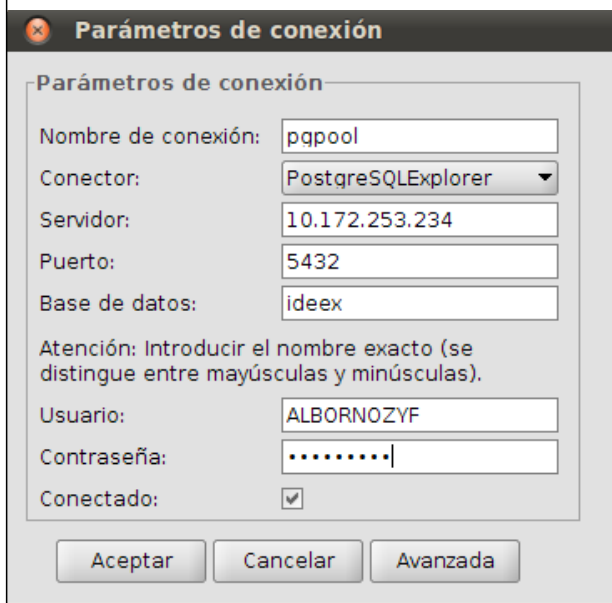 Parámetros de conexión
Parámetros de conexión
Nombre de conexión: pgpool
Conector: PostgreSQLExplorer
Servidor: 10.172.253.234
Puerto: 5432
Base de datos: ideex
Atención: Introducir el nombre exacto (se
distingue entre mayúsculas y minúsculas).
Usuario: ALBORNOZYF
Contraseña: •••••••••
Conectado:
Aceptar Cancelar Avanzada